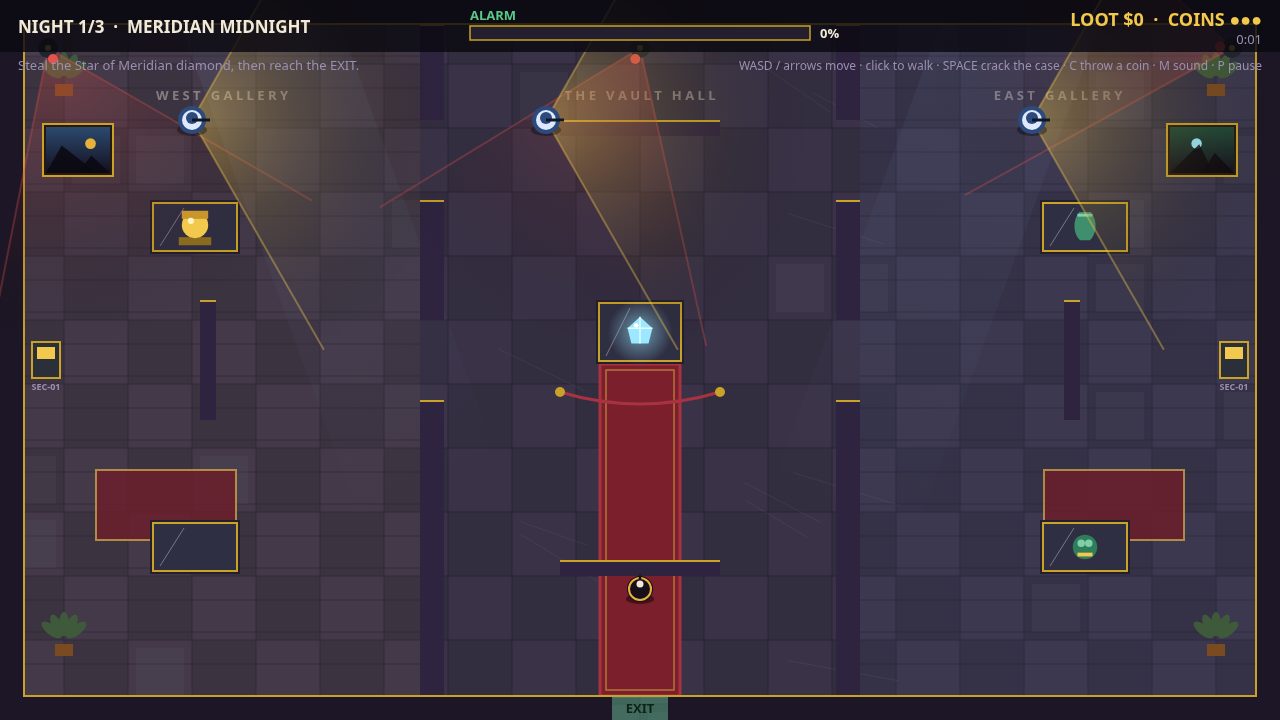 NIGHT 1/3 · MERIDIAN MIDNIGHT
ALARM
0%
LOOT $0 · COINS ●●●
0:01
Steal the Star of Meridian diamond, then reach the EXIT.
WASD / arrows move · click to walk · SPACE crack the case · C throw a coin · M sound · P pause
WEST GALLERY
THE VAULT HALL
EAST GALLERY
SEC-01
SEC-01
EXIT